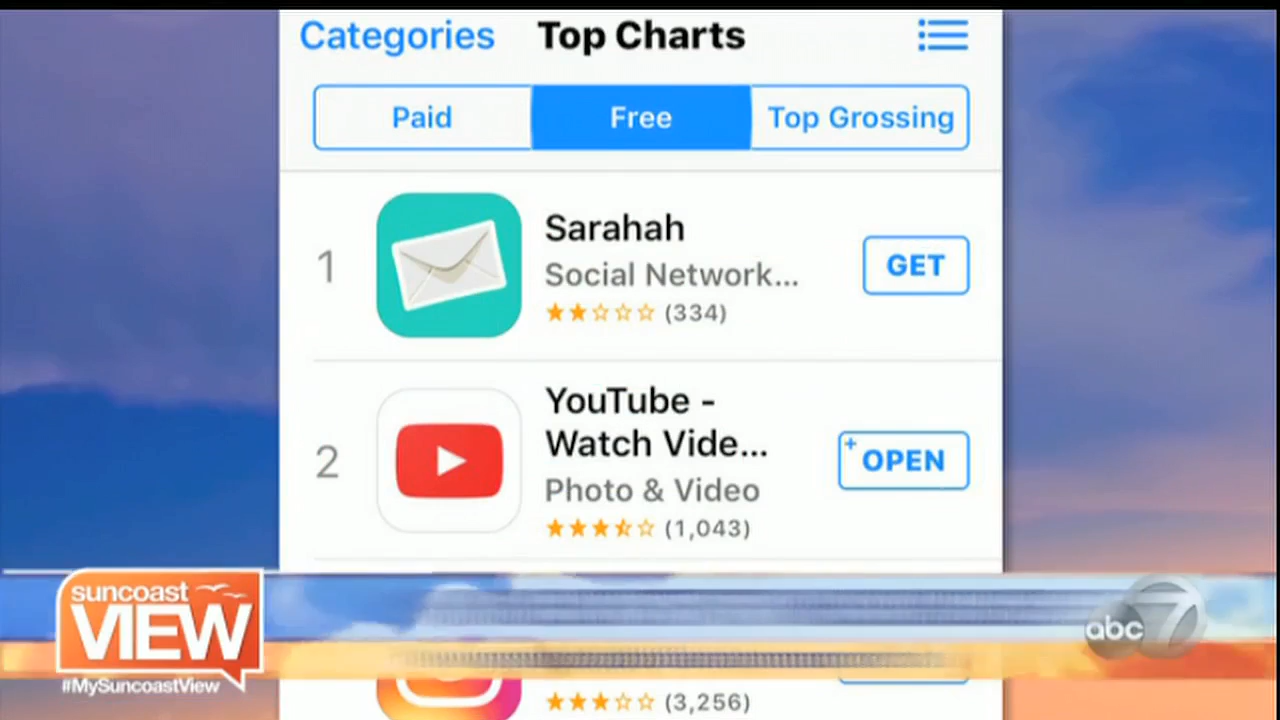 Categories
Top Charts
Paid
Free
Top Grossing
1
Sarahah
Social Network...
(334)
GET
2
YouTube -
Watch Vide...
Photo & Video
(1,043)
+ OPEN
suncoast
VIEW
#MySuncoastView
abc 7
(3,256)